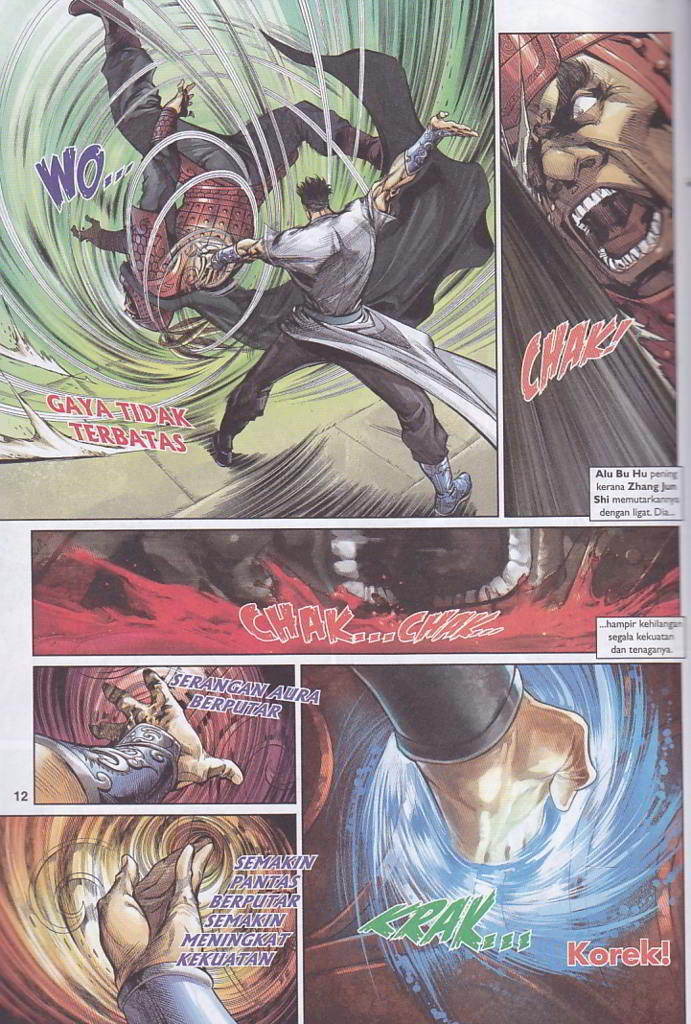 WO...
GAYA TIDAK
TERBATAS
CHAK!
Alu Bu Hu pening
kerana Zhang Jun
Shi memutarkannya
dengan ligat. Dia...
CHAK...CHAK...
...hampir kehilangan
segala kekuatan
dan tenaganya.
SERANGAN AURA
BERPUTAR
12
SEMAKIN
PANTAS
BERPUTAR
SEMAKIN
MENINGKAT
KEKUATAN
KRAK...
Korek!